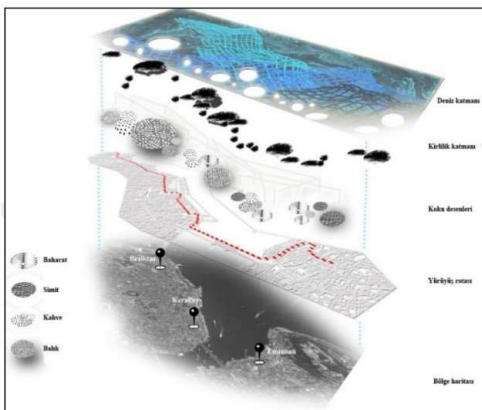 Deniz katmanı
Kirlilik katmanı
Koku desenleri
Yürüyüş rotası
Bölge haritası
Baharat
Simit
Kahve
Balık
Beşiktaş
Karaköy
Eminönü